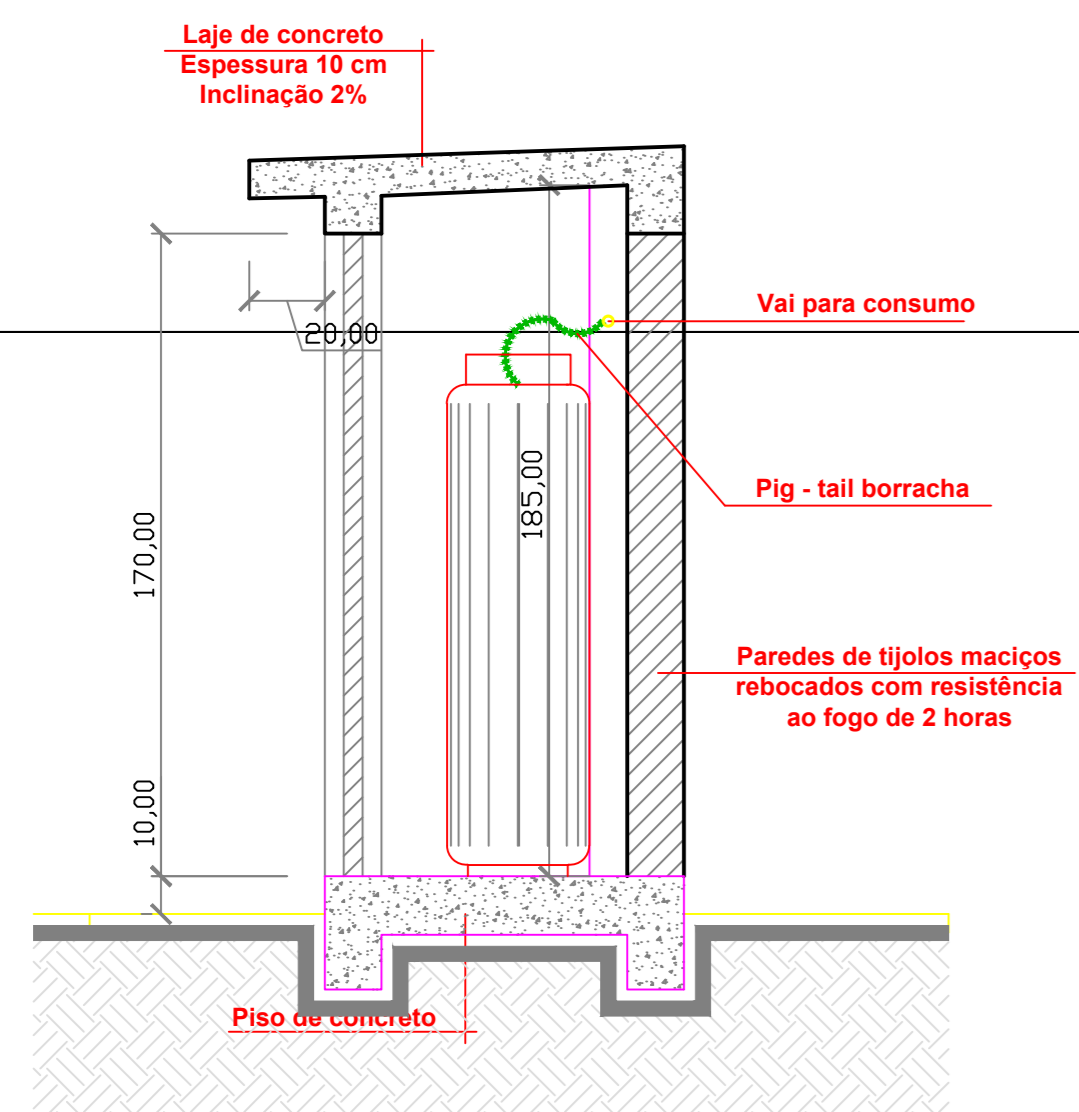 Laje de concreto
Espessura 10 cm
Inclinação 2%
Vai para consumo
20,00
185,00
Pig - tail borracha
170,00
Paredes de tijolos maciços
rebocados com resistência
ao fogo de 2 horas
10,00
Piso de concreto